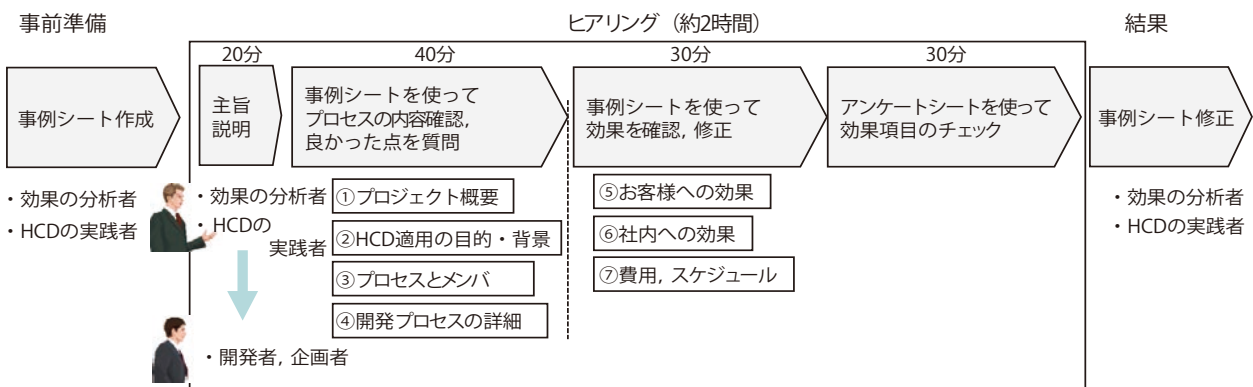 事前準備
ヒアリング（約2時間）
結果
20分
40分
30分
30分
事例シート作成
主旨
説明
事例シートを使って
プロセスの内容確認,
良かった点を質問
事例シートを使って
効果を確認, 修正
アンケートシートを使って
効果項目のチェック
事例シート修正
・効果の分析者
・HCDの実践者
・効果の分析者
・HCDの
実践者
①プロジェクト概要
②HCD適用の目的・背景
③プロセスとメンバ
④開発プロセスの詳細
⑤お客様への効果
⑥社内への効果
⑦費用, スケジュール
・効果の分析者
・HCDの実践者
・開発者, 企画者